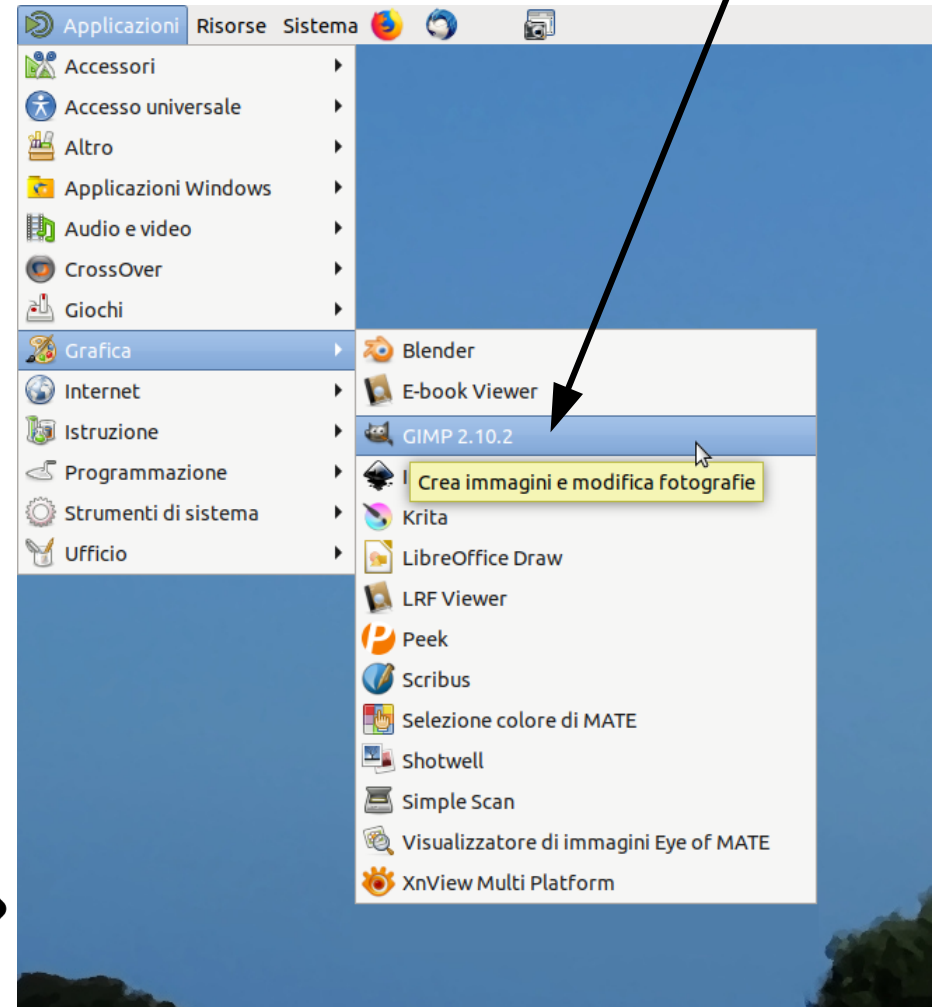 Applicazioni Risorse Sistema
Accessori
Accesso universale
Altro
Applicazioni Windows
Audio e video
CrossOver
Giochi
Grafica
Internet
Istruzione
Programmazione
Strumenti di sistema
Ufficio
Blender
E-book Viewer
GIMP 2.10.2
Crea immagini e modifica fotografie
Krita
LibreOffice Draw
LRF Viewer
Peek
Scribus
Selezione colore di MATE
Shotwell
Simple Scan
Visualizzatore di immagini Eye of MATE
XnView Multi Platform